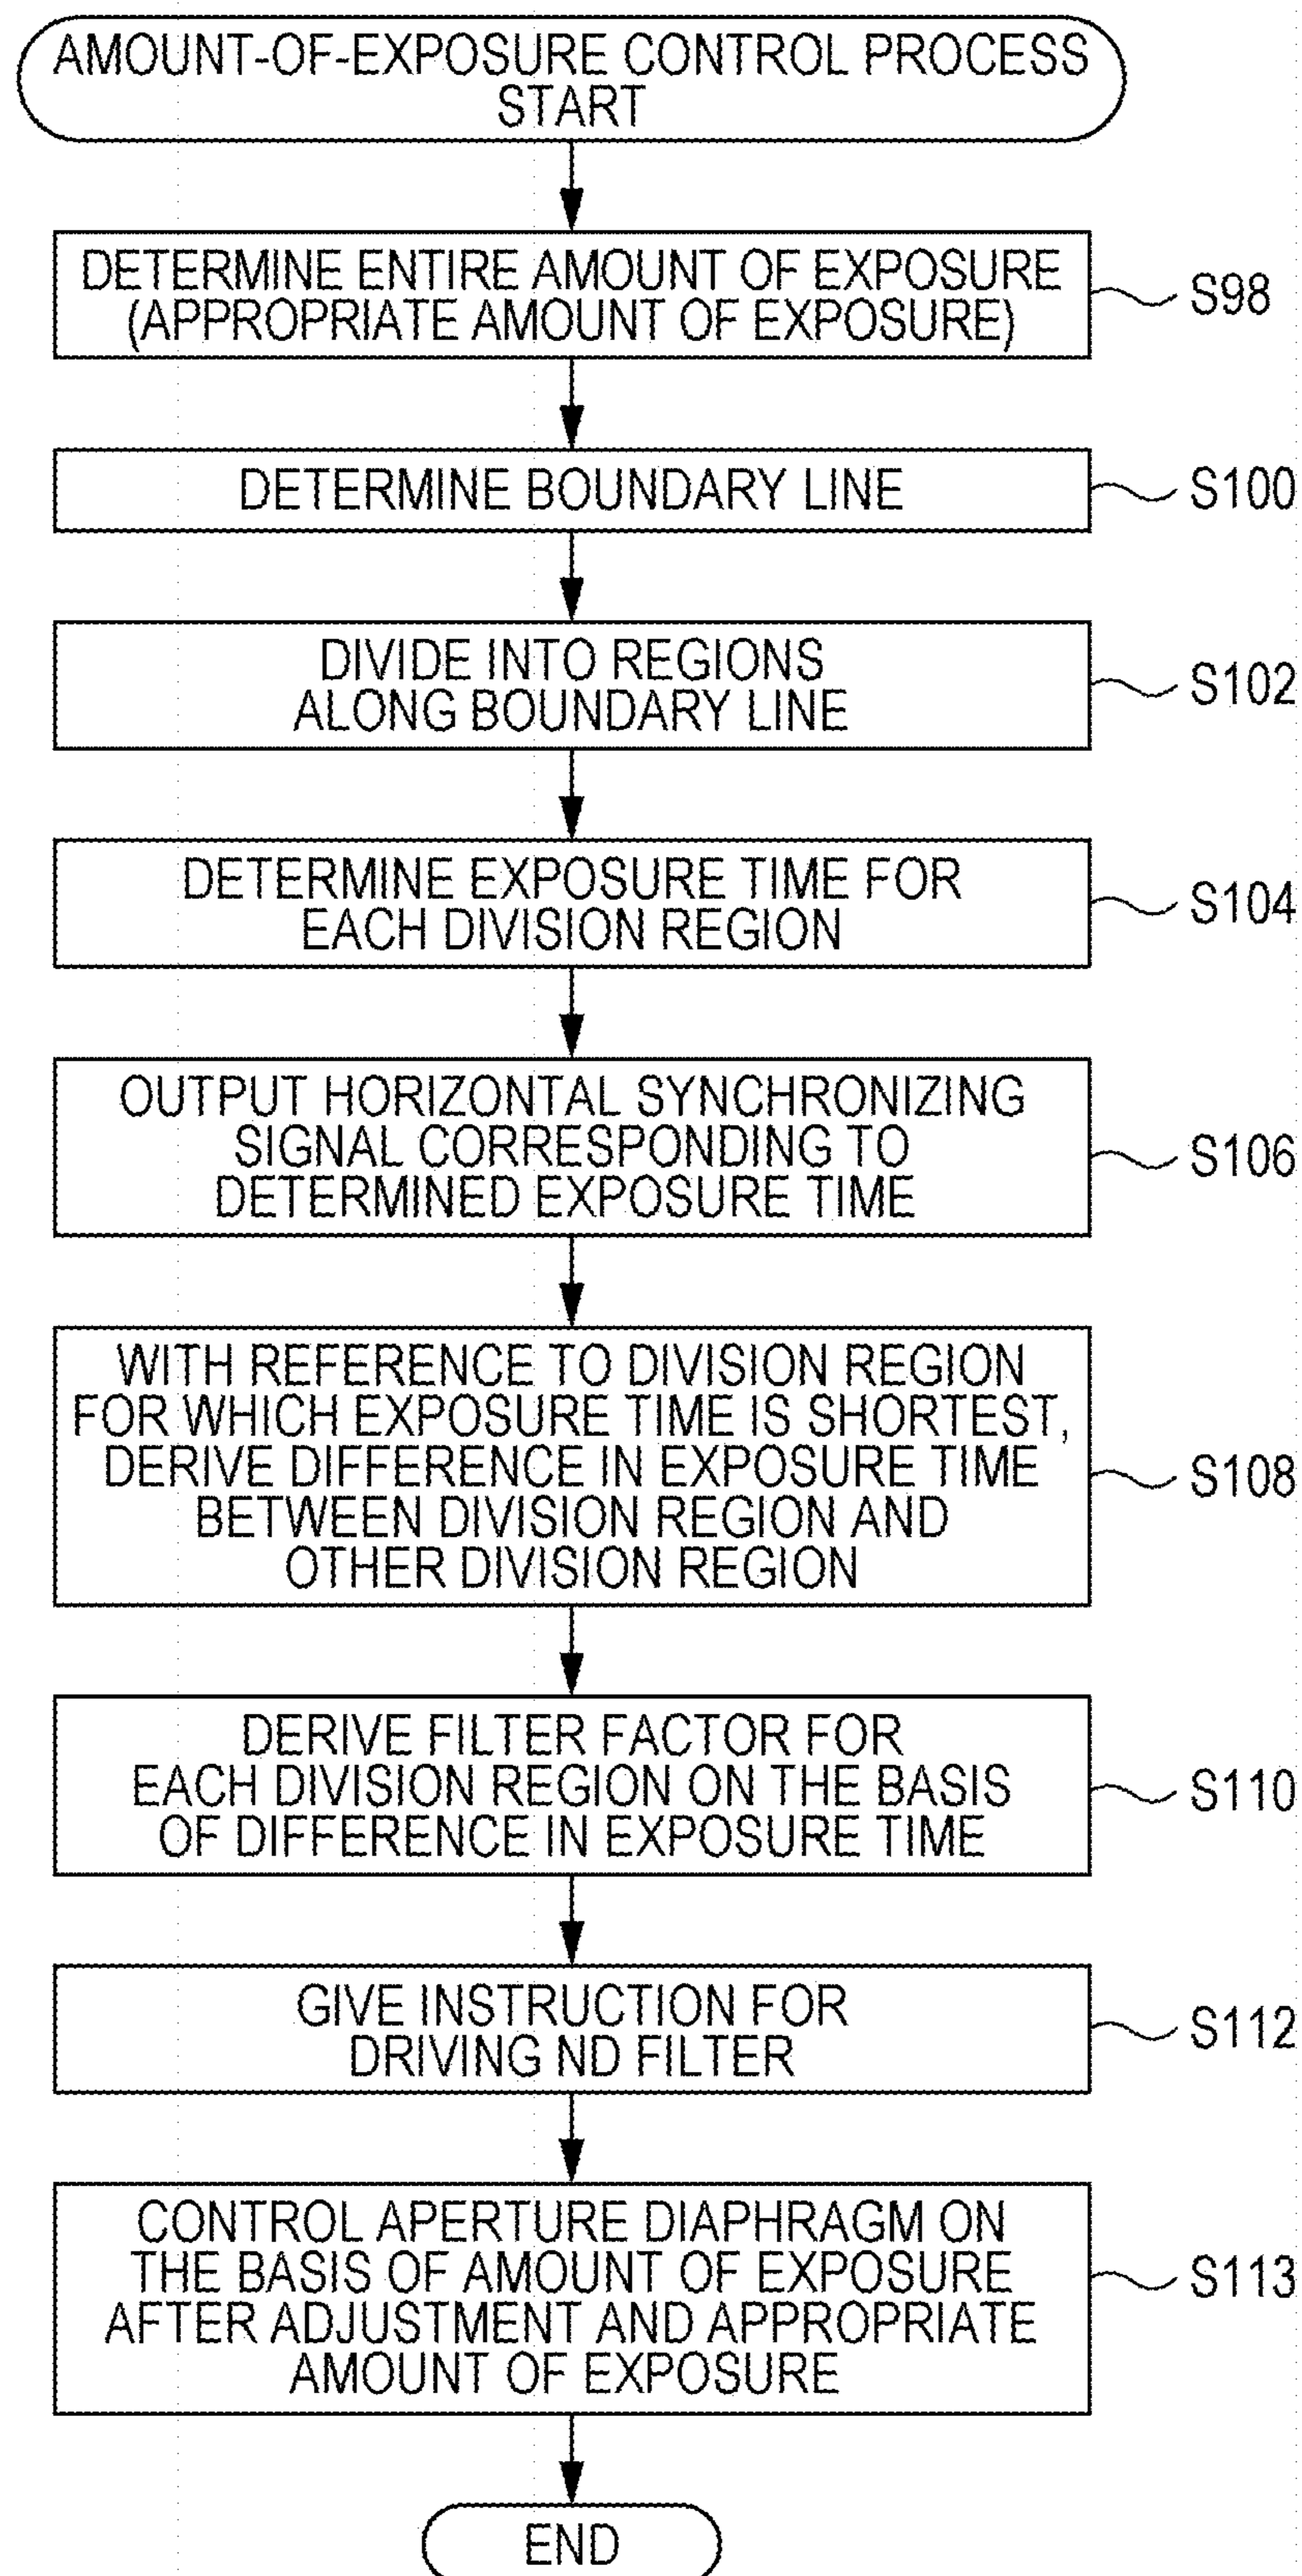 AMOUNT-OF-EXPOSURE CONTROL PROCESS
START
DETERMINE ENTIRE AMOUNT OF EXPOSURE
(APPROPRIATE AMOUNT OF EXPOSURE)
S98
DETERMINE BOUNDARY LINE
S100
DIVIDE INTO REGIONS
ALONG BOUNDARY LINE
S102
DETERMINE EXPOSURE TIME FOR
EACH DIVISION REGION
S104
OUTPUT HORIZONTAL SYNCHRONIZING
SIGNAL CORRESPONDING TO
DETERMINED EXPOSURE TIME
S106
WITH REFERENCE TO DIVISION REGION
FOR WHICH EXPOSURE TIME IS SHORTEST,
DERIVE DIFFERENCE IN EXPOSURE TIME
BETWEEN DIVISION REGION AND
OTHER DIVISION REGION
S108
DERIVE FILTER FACTOR FOR
EACH DIVISION REGION ON THE BASIS
OF DIFFERENCE IN EXPOSURE TIME
S110
GIVE INSTRUCTION FOR
DRIVING ND FILTER
S112
CONTROL APERTURE DIAPHRAGM ON
THE BASIS OF AMOUNT OF EXPOSURE
AFTER ADJUSTMENT AND APPROPRIATE
AMOUNT OF EXPOSURE
S113
END